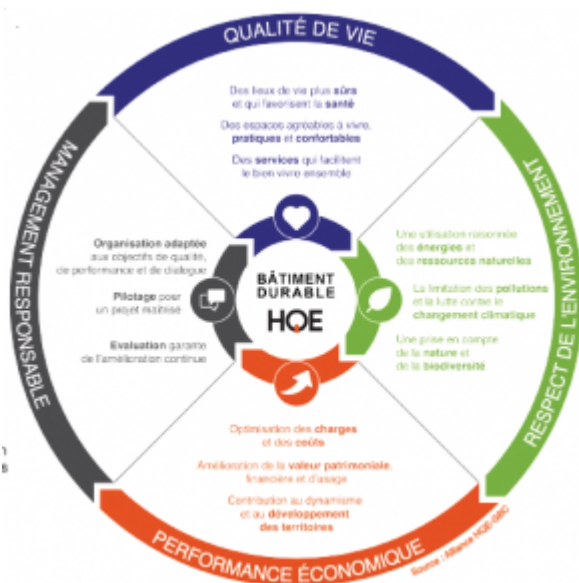 QUALITÉ DE VIE
Des lieux de vie plus sûrs
et qui favorisent la santé
Des espaces agréables à vivre,
pratiques et confortables
Des services qui facilitent
le bien vivre ensemble
RESPECT DE L'ENVIRONNEMENT
Une utilisation raisonnée
des énergies et
des ressources naturelles
La limitation des pollutions
et la lutte contre le
changement climatique
Une prise en compte
de la nature et
de la biodiversité
PERFORMANCE ÉCONOMIQUE
Optimisation des charges
et des coûts
Amélioration de la valeur patrimoniale,
financière et d'usage
Contribution au dynamisme
et au développement
des territoires
MANAGEMENT RESPONSABLE
Organisation adaptée
aux objectifs de qualité,
de performance et de dialogue
Pilotage pour
un projet maîtrisé
Evaluation garante
de l'amélioration continue
BÂTIMENT
DURABLE
HQE
Source : Alliance HQE-GBC